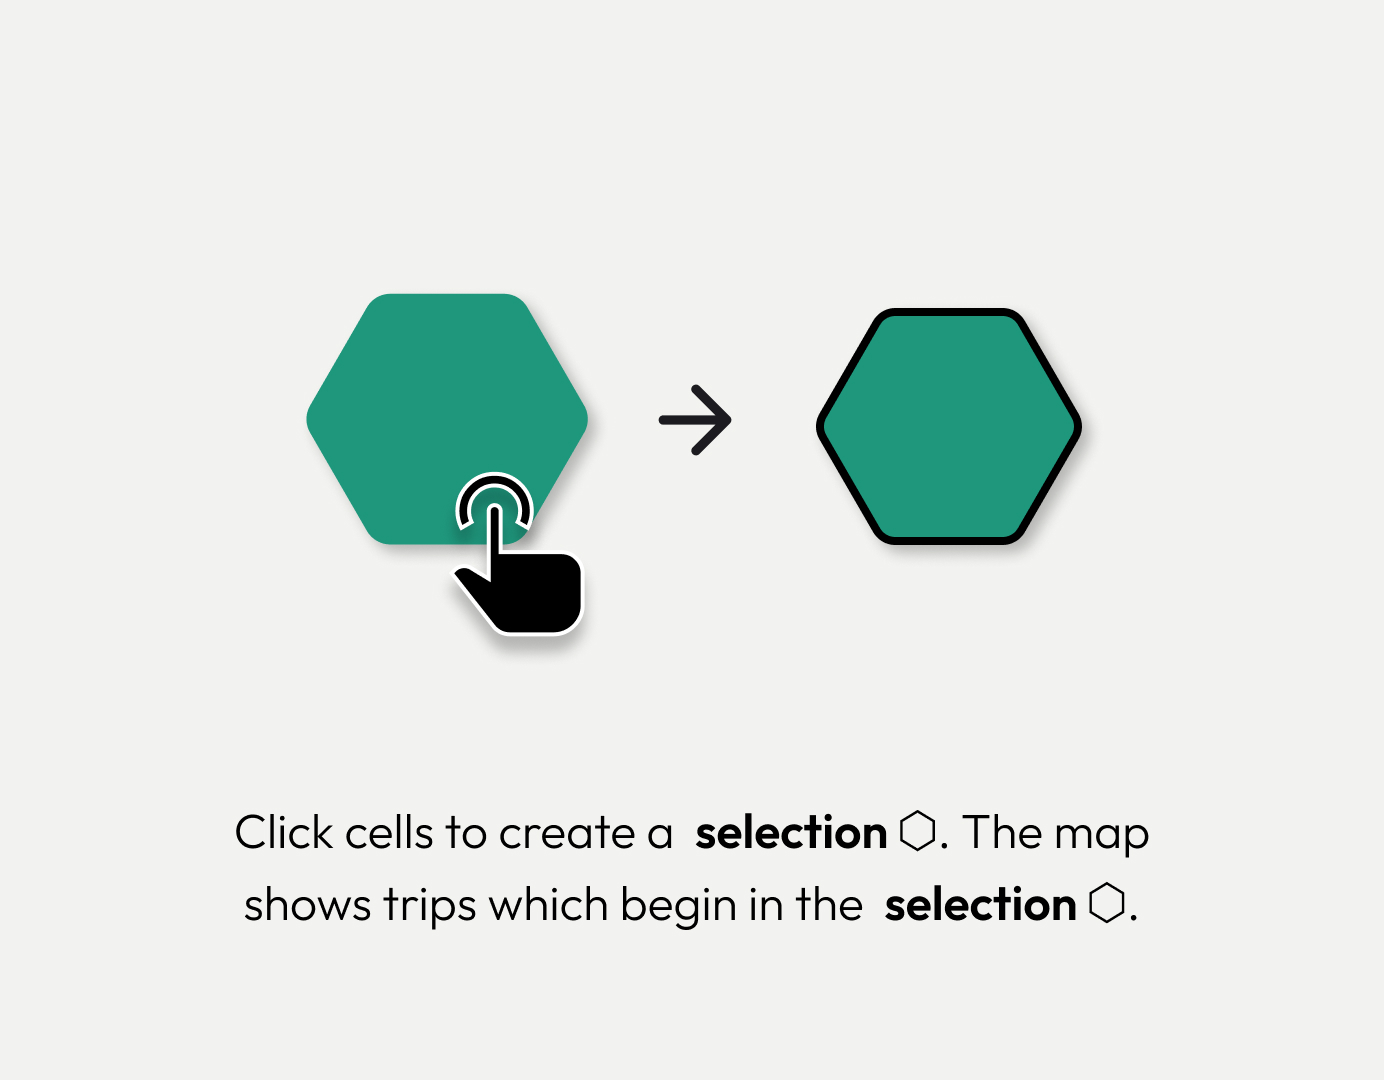 Click cells to create a selection ⬡. The map
shows trips which begin in the selection ⬡.